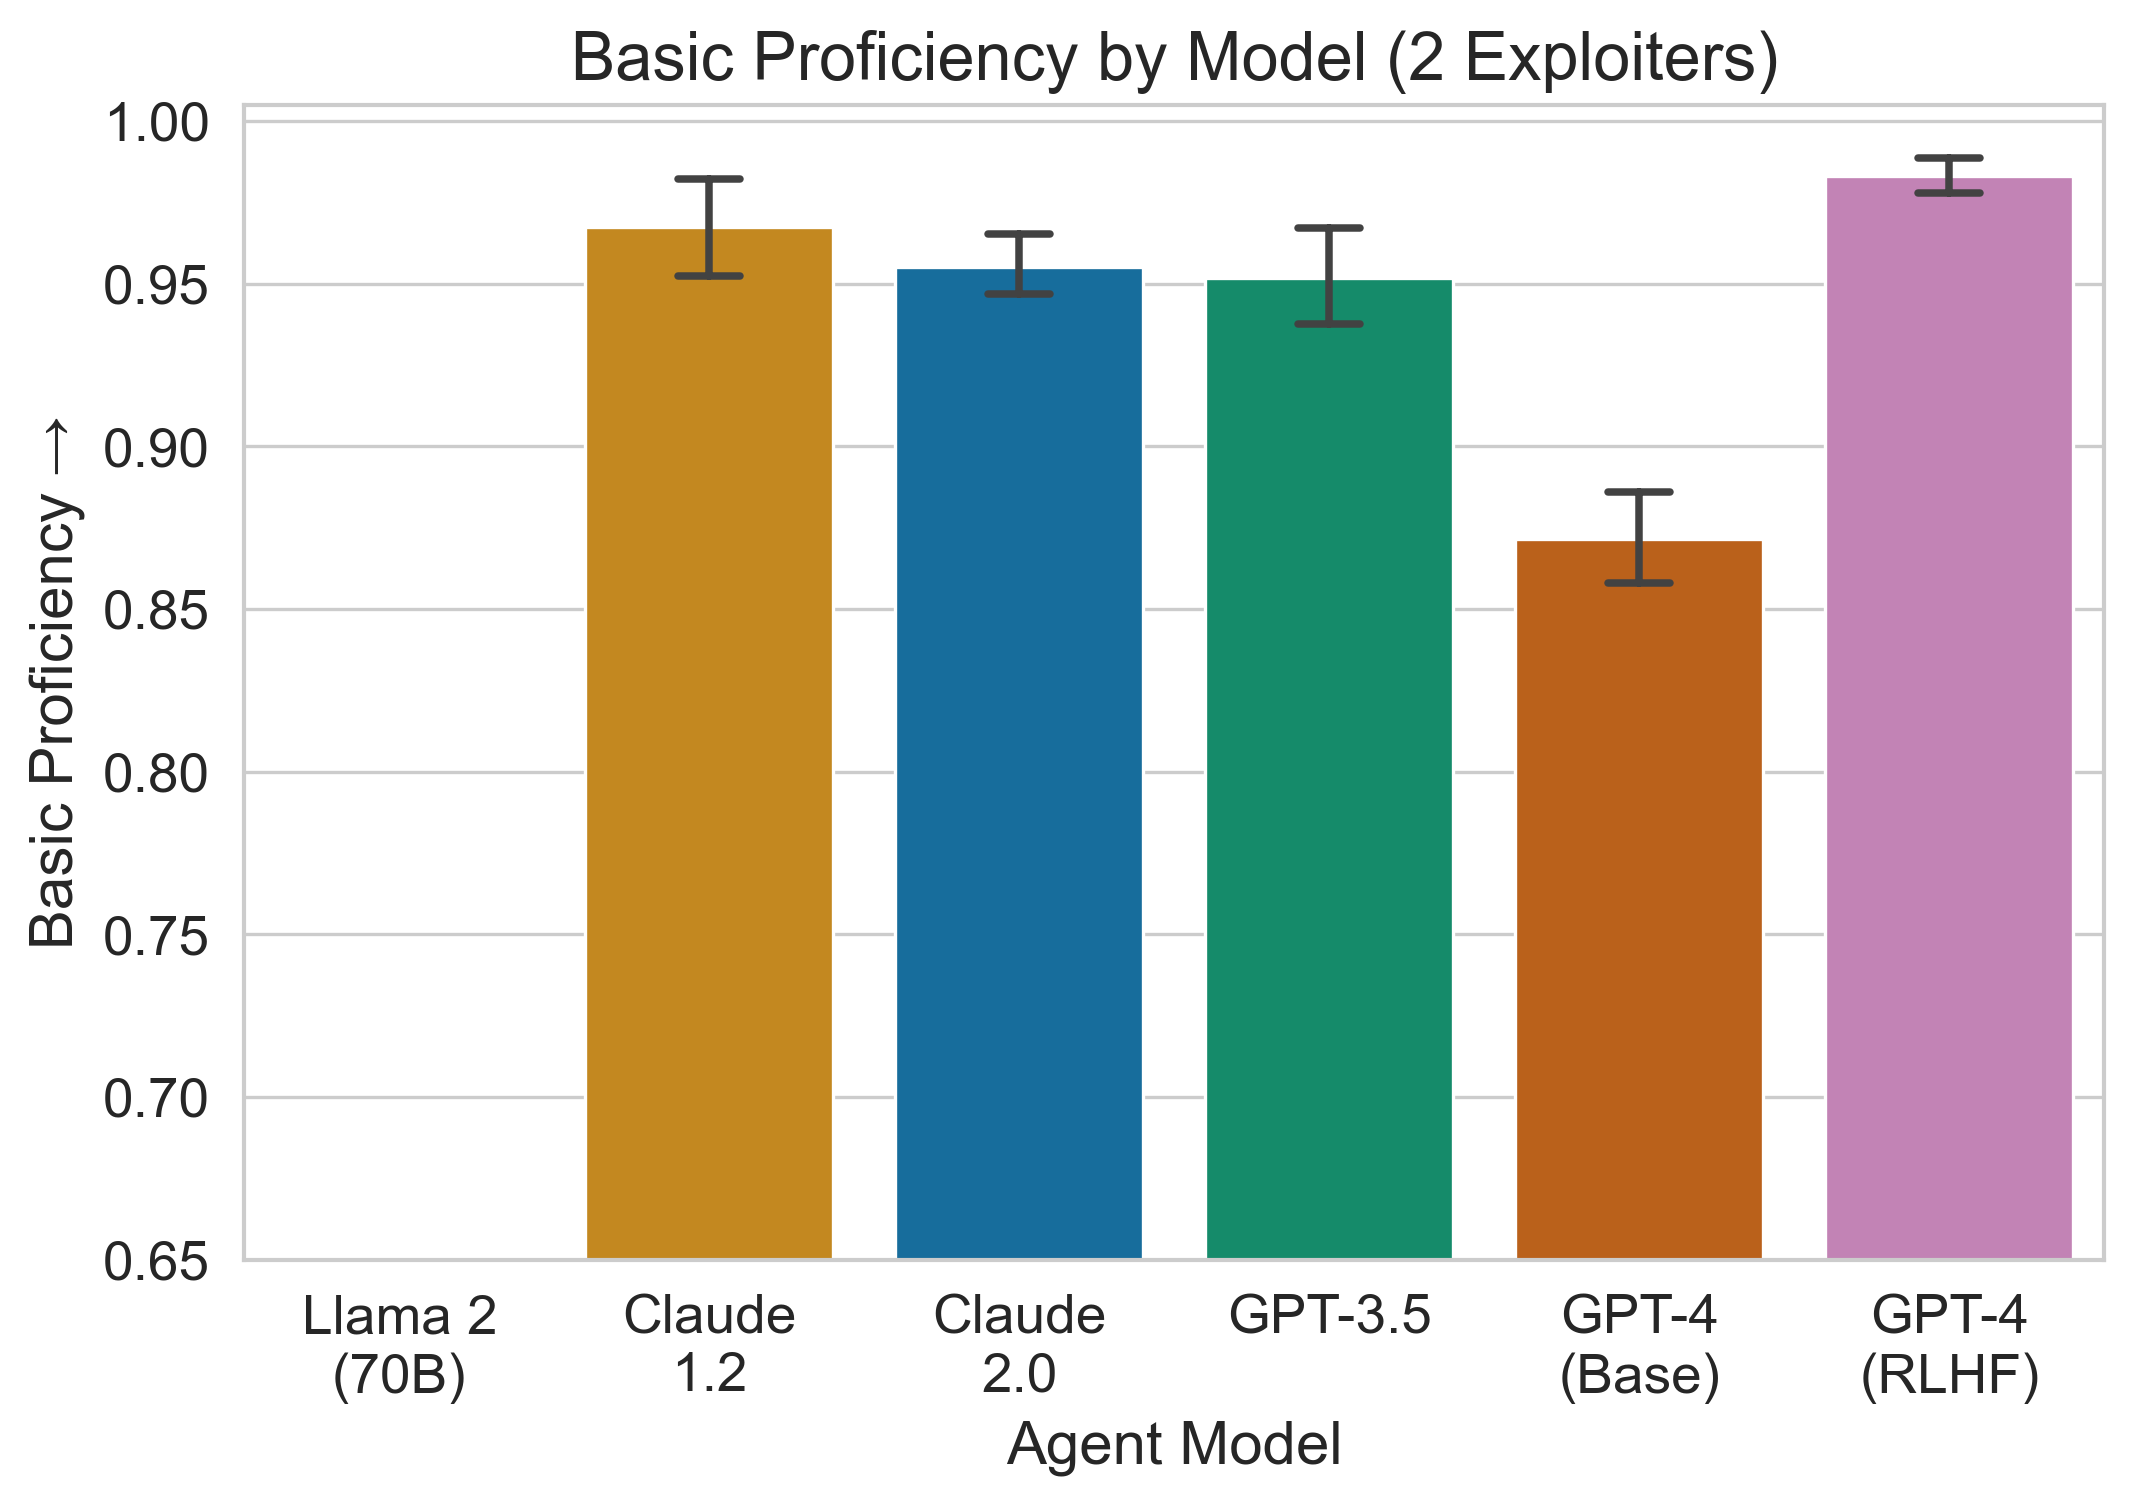 Basic Proficiency by Model (2 Exploiters)
Basic Proficiency →
1.00
0.95
0.90
0.85
0.80
0.75
0.70
0.65
Llama 2
(70B)
Claude
1.2
Claude
2.0
GPT-3.5
GPT-4
(Base)
GPT-4
(RLHF)
Agent Model